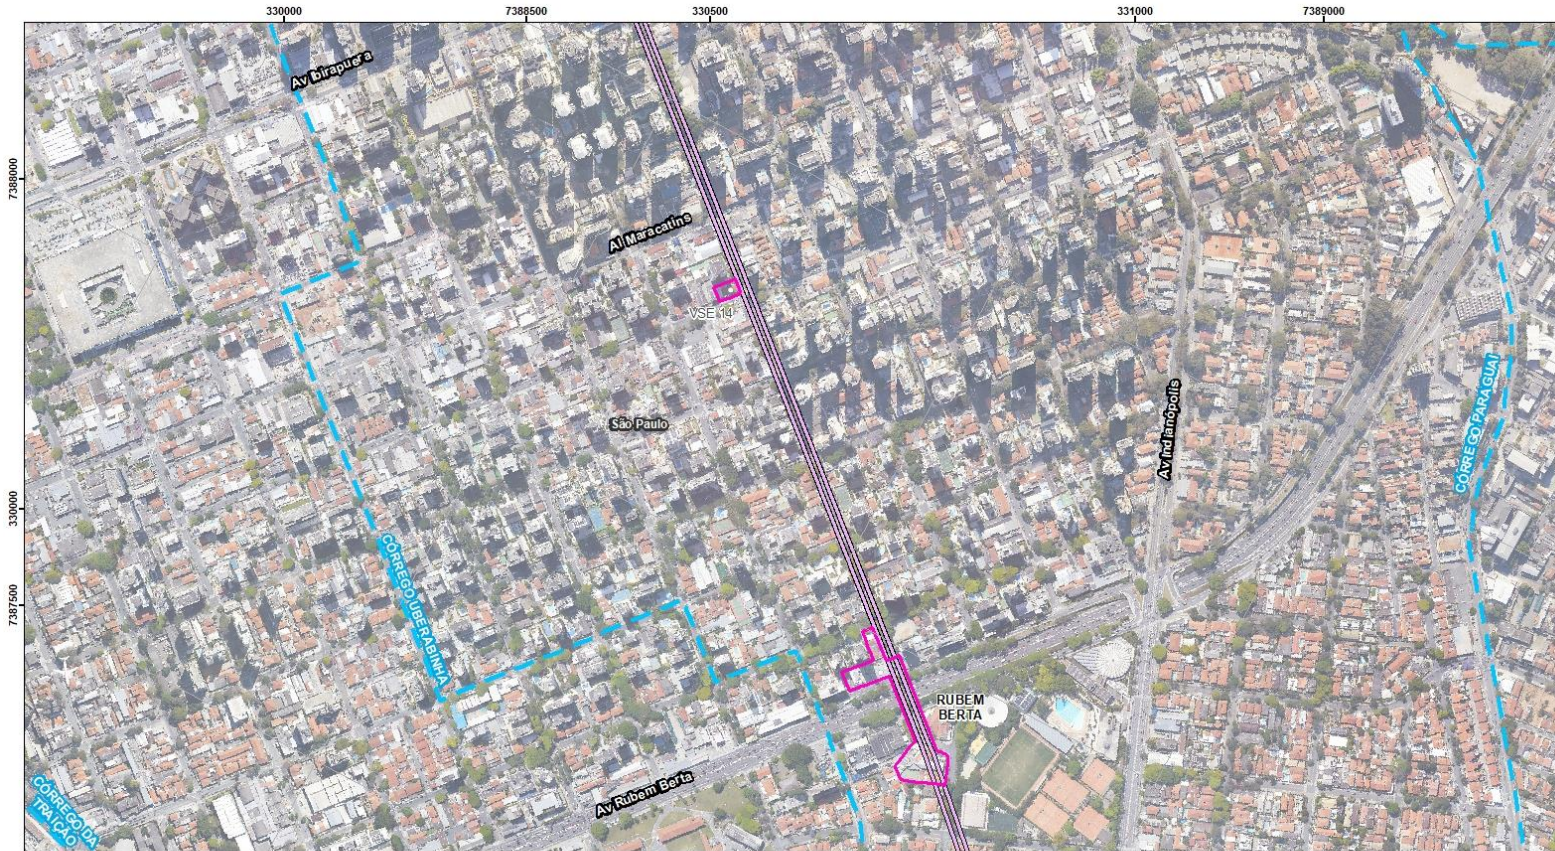 330000
7388500
330500
311000
7389000
Av Ibirapuera
7388000
Al Maracatins
VSE 14
CÓRREGO PARAGUAI
Av Indianópolis
São Paulo
330000
CÓRREGO UBERABINHA
7387500
RUBEM
BERTA
Av Rubem Berta
CÓRREGO DA
TRAIÇÃO